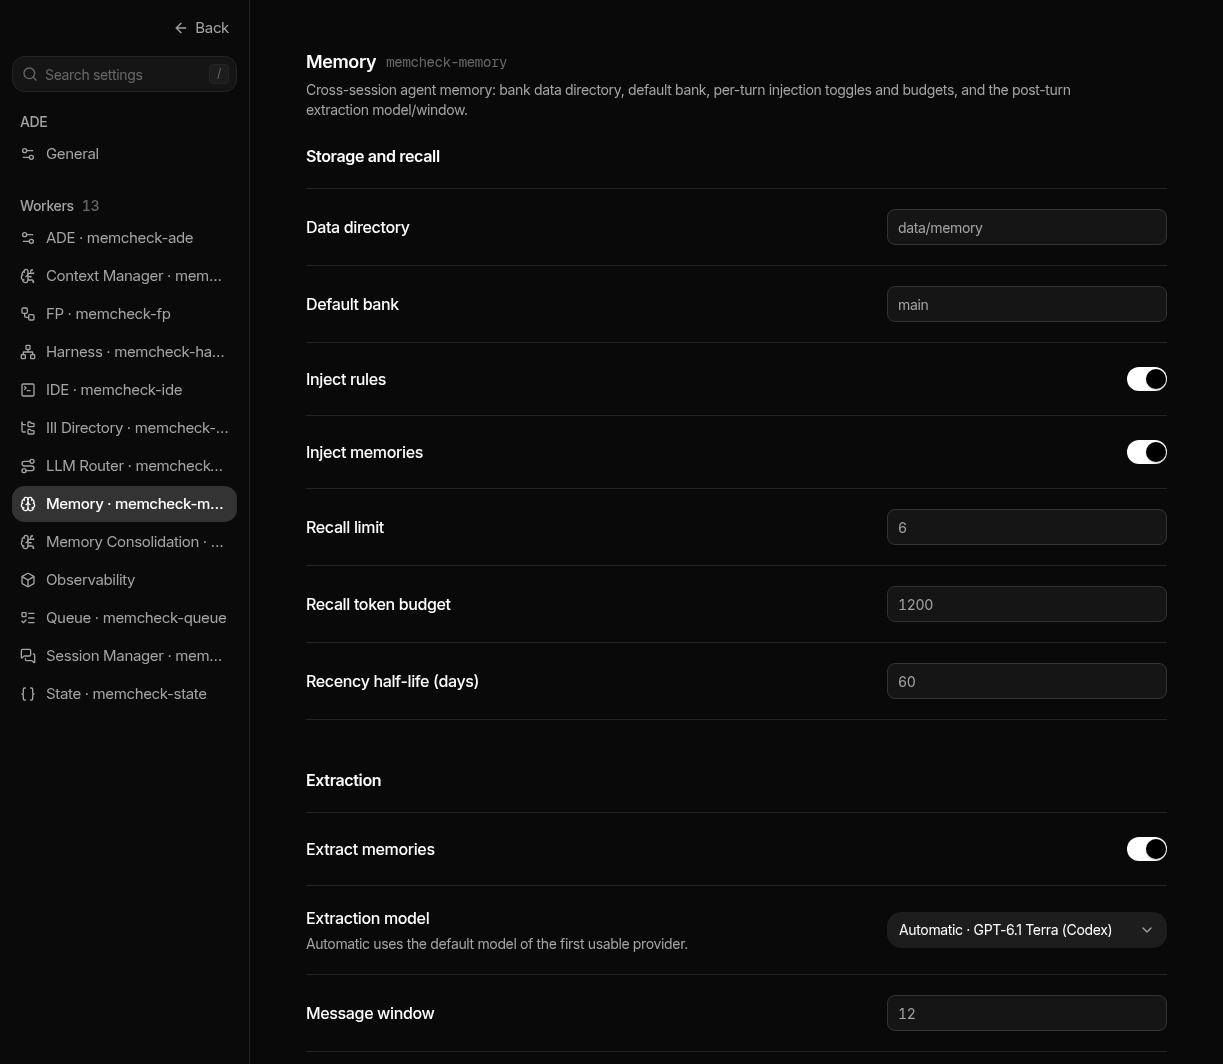 Back
Search settings /
ADE
General
Workers 13
ADE · memcheck-ade
Context Manager · mem...
FP · memcheck-fp
Harness · memcheck-ha...
IDE · memcheck-ide
III Directory · memcheck-...
LLM Router · memcheck...
Memory · memcheck-m...
Memory Consolidation · ...
Observability
Queue · memcheck-queue
Session Manager · mem...
State · memcheck-state
Memory memcheck-memory
Cross-session agent memory: bank data directory, default bank, per-turn injection toggles and budgets, and the post-turn
extraction model/window.
Storage and recall
Data directory data/memory
Default bank main
Inject rules
Inject memories
Recall limit 6
Recall token budget 1200
Recency half-life (days) 60
Extraction
Extract memories
Extraction model
Automatic uses the default model of the first usable provider.
Automatic · GPT-6.1 Terra (Codex)
Message window 12